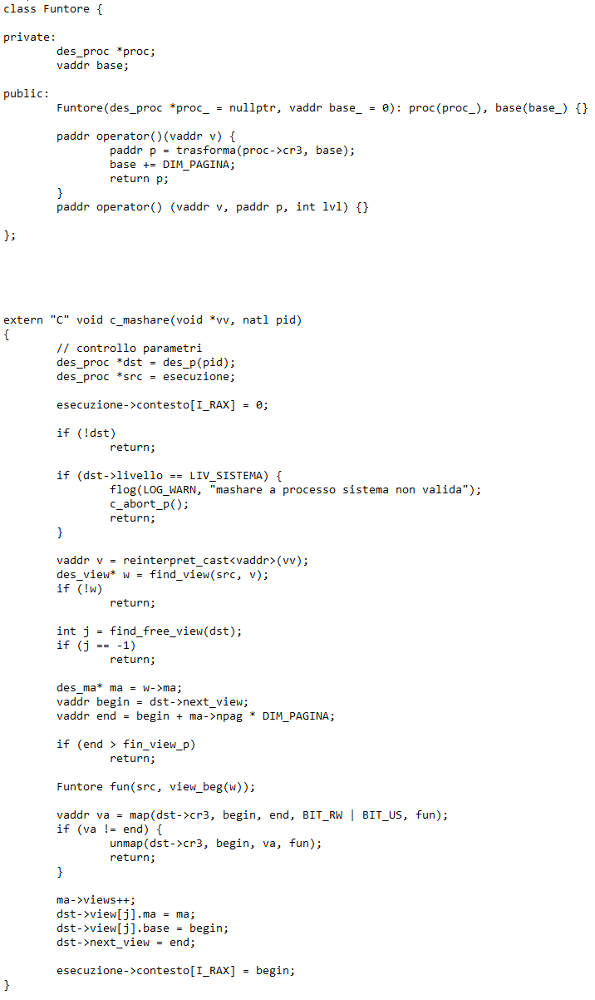 class Funtore {
private:
des_proc *proc;
vaddr base;
public:
Funtore(des_proc *proc_ = nullptr, vaddr base_ = 0): proc(proc_), base(base_) {}
paddr operator()(vaddr v) {
paddr p = trasforma(proc->cr3, base);
base += DIM_PAGINA;
return p;
}
paddr operator() (vaddr v, paddr p, int lvl) {}
};
extern "C" void c_mashare(void *vv, natl pid)
{
// controllo parametri
des_proc *dst = des_p(pid);
des_proc *src = esecuzione;
esecuzione->contesto[I_RAX] = 0;
if (!dst)
return;
if (dst->livello == LIV_SISTEMA) {
flog(LOG_WARN, "mashare a processo sistema non valida");
c_abort_p();
return;
}
vaddr v = reinterpret_cast<vaddr>(vv);
des_view* w = find_view(src, v);
if (!w)
return;
int j = find_free_view(dst);
if (j == -1)
return;
des_ma* ma = w->ma;
vaddr begin = dst->next_view;
vaddr end = begin + ma->npag * DIM_PAGINA;
if (end > fin_view_p)
return;
Funtore fun(src, view_beg(w));
vaddr va = map(dst->cr3, begin, end, BIT_RW | BIT_US, fun);
if (va != end) {
unmap(dst->cr3, begin, va, fun);
return;
}
ma->views++;
dst->view[j].ma = ma;
dst->view[j].base = begin;
dst->next_view = end;
esecuzione->contesto[I_RAX] = begin;
}